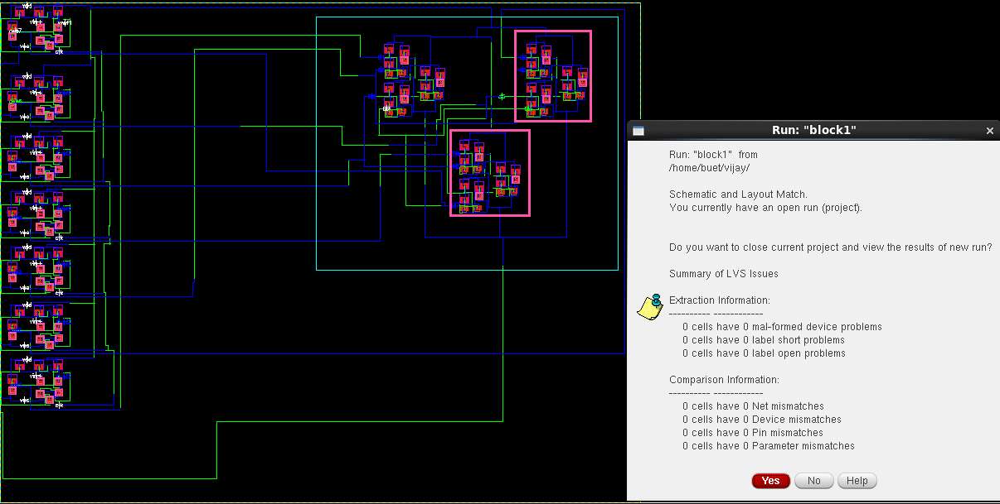 Run: "block1"
Run: "block1" from
/home/buet/vijay/
Schematic and Layout Match.
You currently have an open run (project).
Do you want to close current project and view the results of new run?
Summary of LVS Issues
Extraction Information:
---------- ------------
0 cells have 0 mal-formed device problems
0 cells have 0 label short problems
0 cells have 0 label open problems
Comparison Information:
---------- ------------
0 cells have 0 Net mismatches
0 cells have 0 Device mismatches
0 cells have 0 Pin mismatches
0 cells have 0 Parameter mismatches
Yes
No
Help